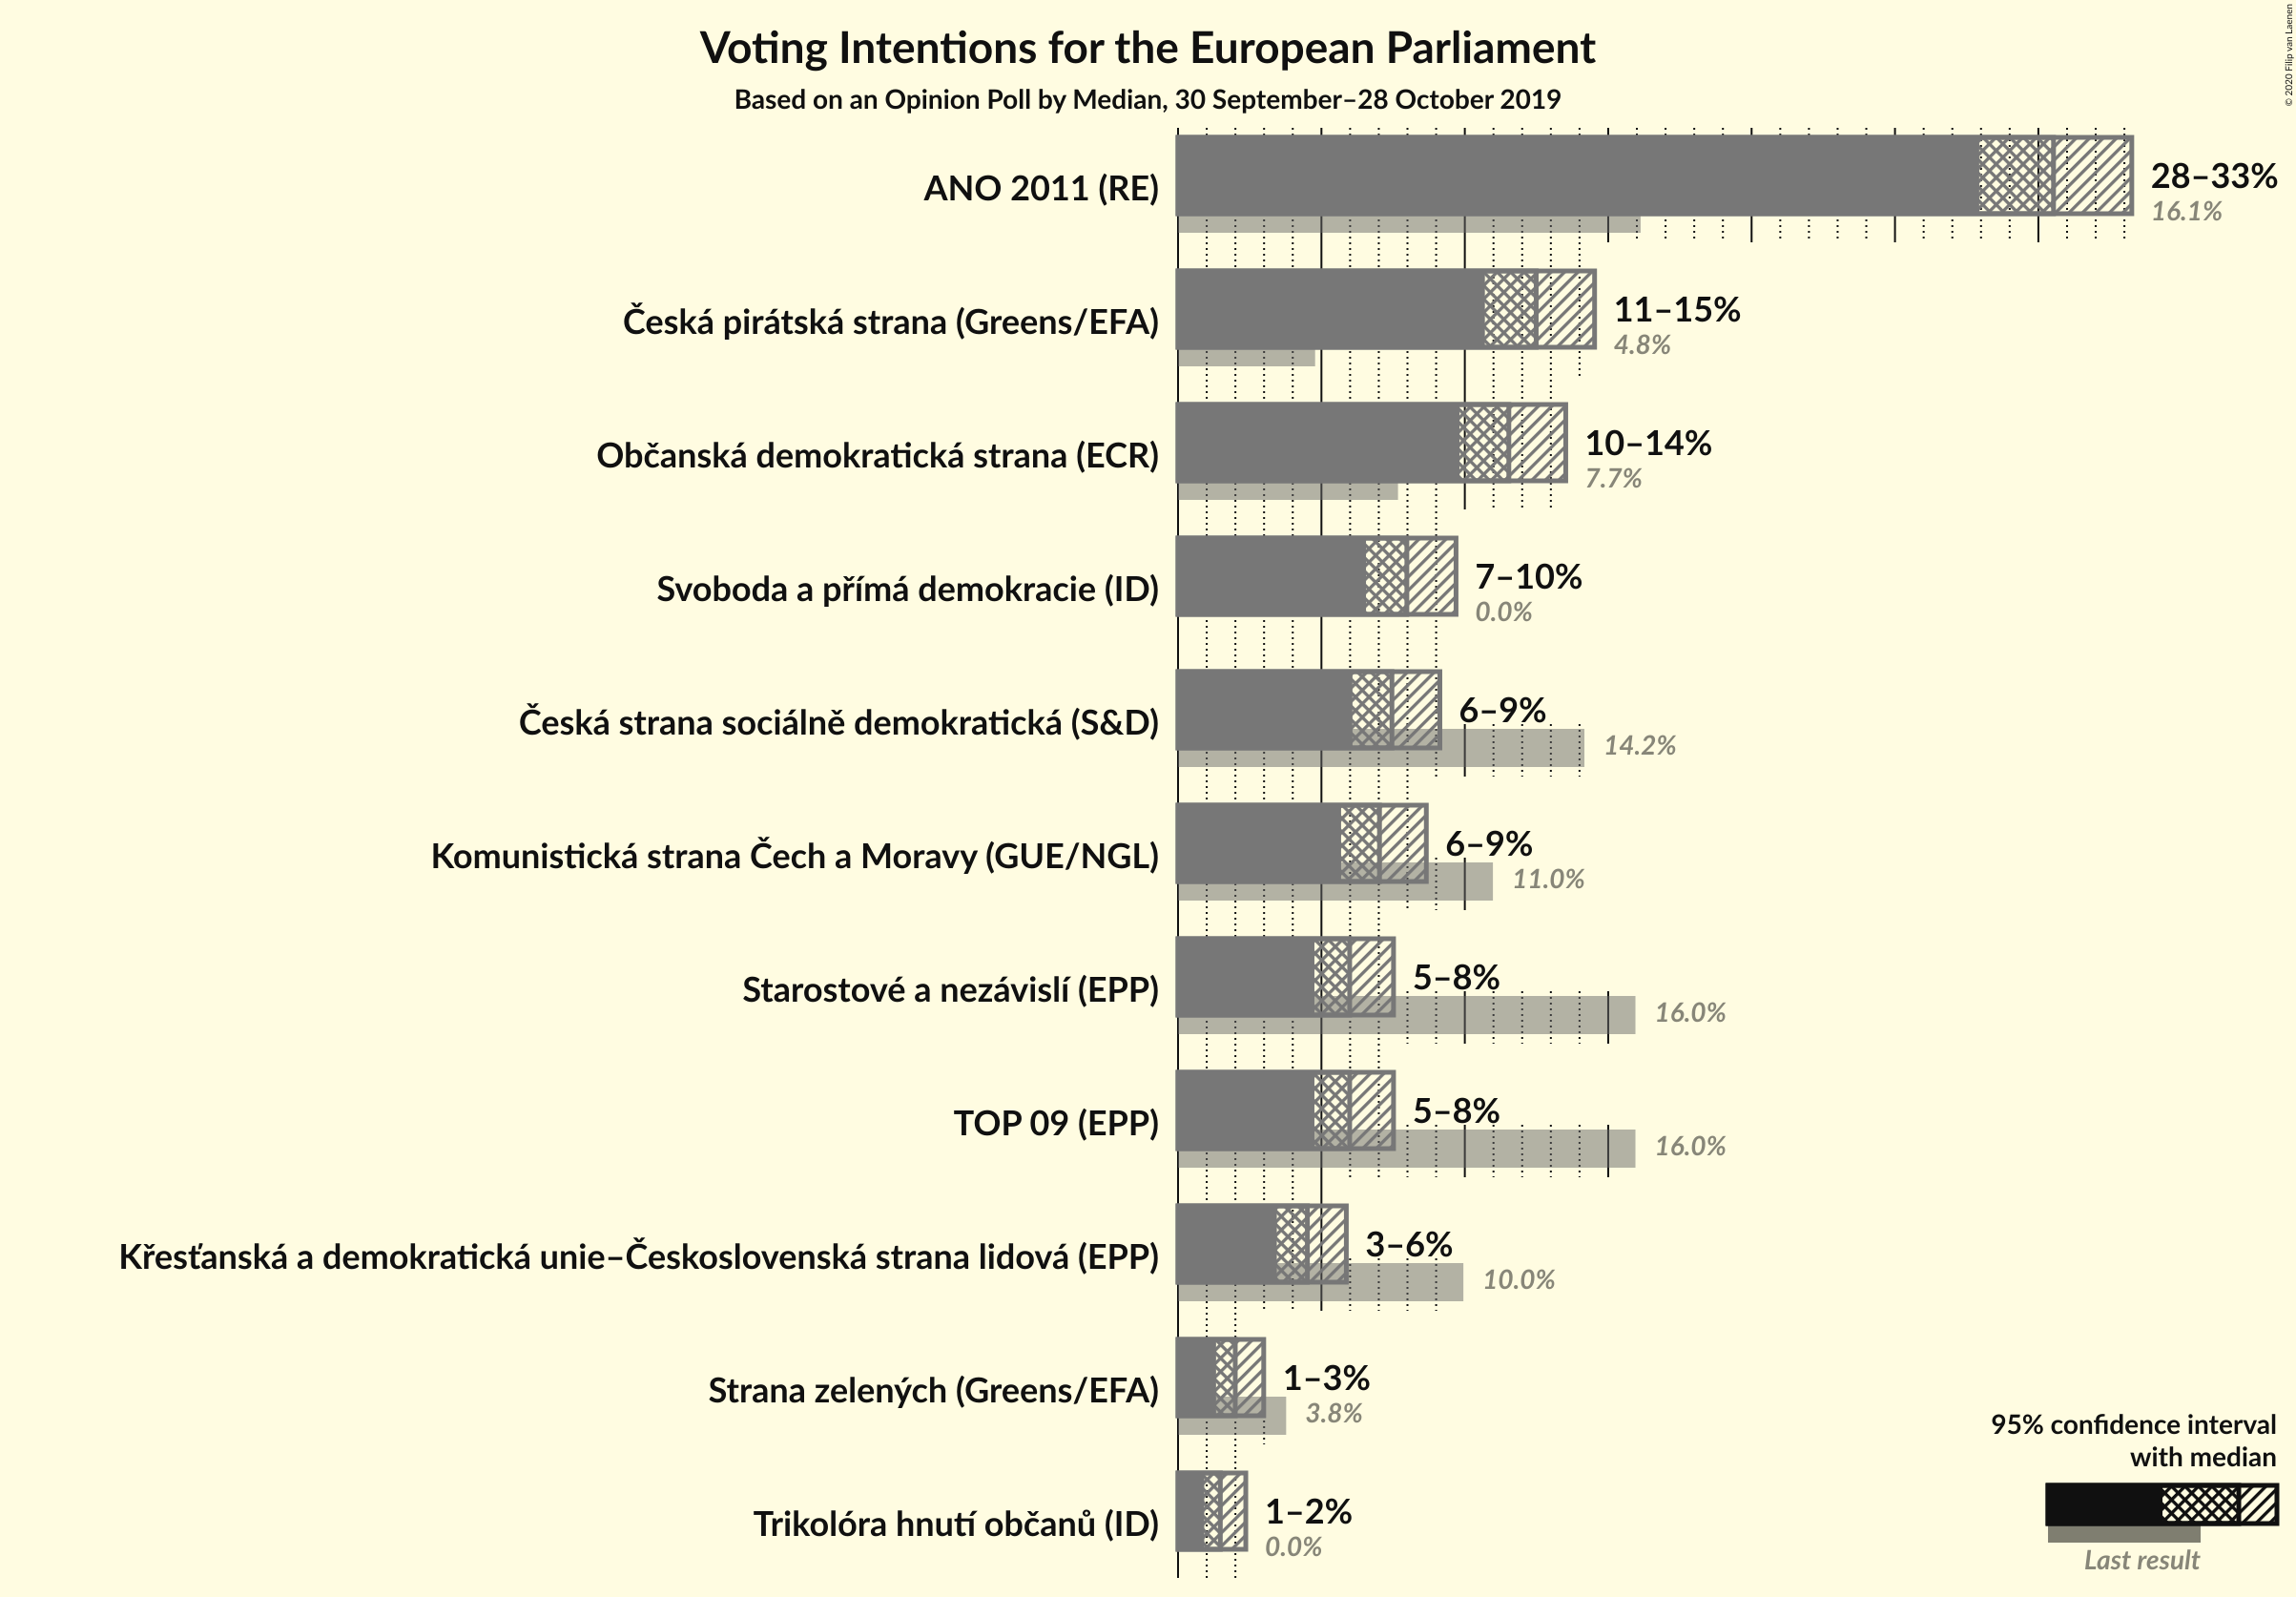 Voting Intentions for the European Parliament
Based on an Opinion Poll by Median, 30 September–28 October 2019
© 2020 Filip van Laenen
ANO 2011 (RE)
28–33%
16.1%
Česká pirátská strana (Greens/EFA)
11–15%
4.8%
Občanská demokratická strana (ECR)
10–14%
7.7%
Svoboda a přímá demokracie (ID)
7–10%
0.0%
Česká strana sociálně demokratická (S&D)
6–9%
14.2%
Komunistická strana Čech a Moravy (GUE/NGL)
6–9%
11.0%
Starostové a nezávislí (EPP)
5–8%
16.0%
TOP 09 (EPP)
5–8%
16.0%
Křesťanská a demokratická unie–Československá strana lidová (EPP)
3–6%
10.0%
Strana zelených (Greens/EFA)
1–3%
3.8%
Trikolóra hnutí občanů (ID)
1–2%
0.0%
95% confidence interval
with median
Last result